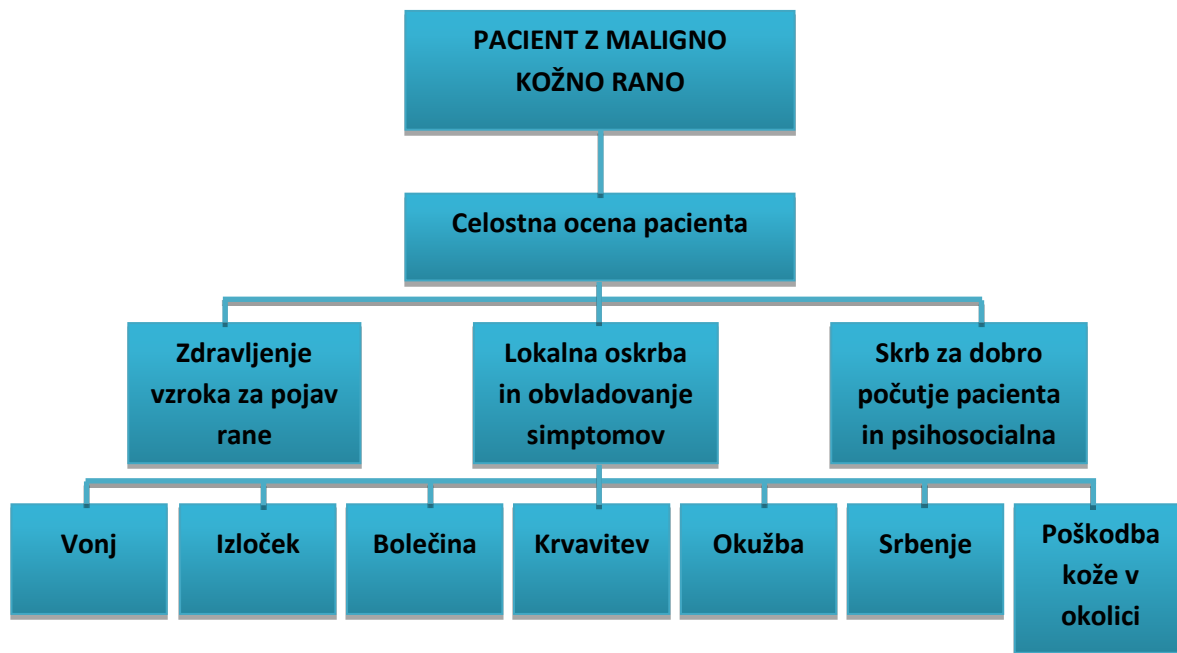 PACIENT Z MALIGNO
KOŽNO RANO
Celostna ocena pacienta
Zdravljenje
vzroka za pojav
rane
Lokalna oskrba
in obvladovanje
simptomov
Skrb za dobro
počutje pacienta
in psihosocialna
Vonj
Izloček
Bolečina
Krvavitev
Okužba
Srbenje
Poškodba
kože v
okolici